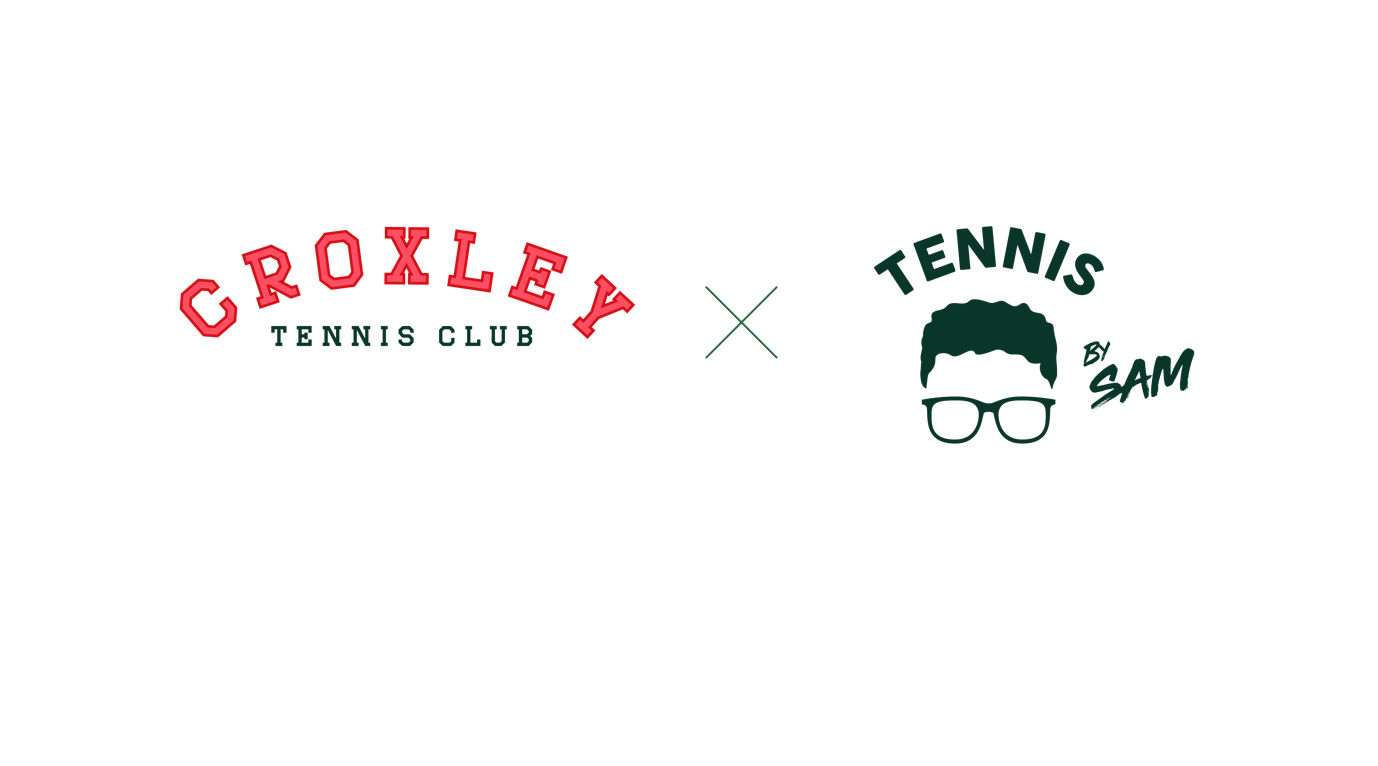 CROXLEY
TENNIS CLUB
TENNIS
BY
SAM